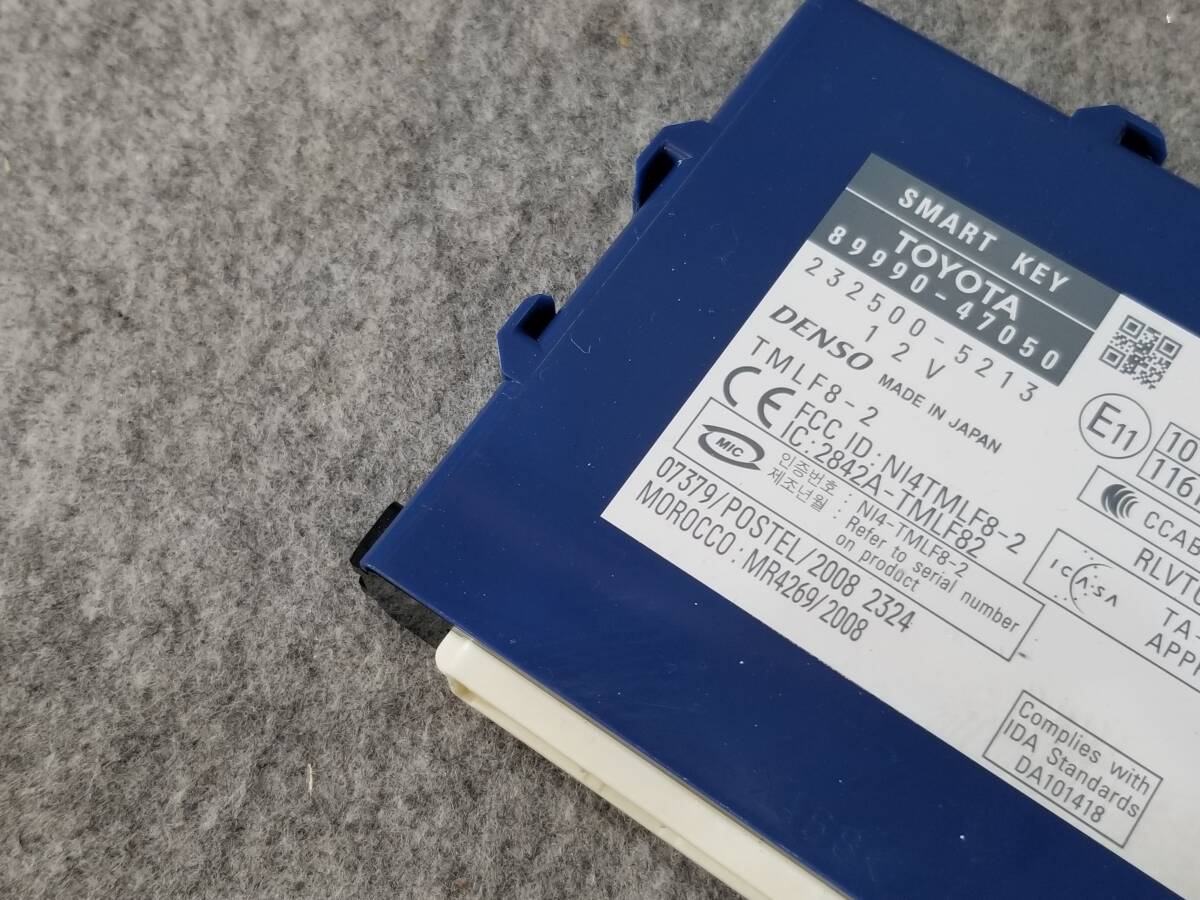 SMART KEY
TOYOTA
89990-47050
232500-5213
12V
DENSO MADE IN JAPAN
TMLF8-2
CE FCC ID:NI4TMLF8-2
IC:2842A-TMLF82
MIC
인증번호 : NI4-TMLF8-2
제조년월 : Refer to serial number
on product
07379/POSTEL/2008 2324
MOROCCO:MR4269/2008
E11
10
116
CCAB
RLVT
ICASA
TA
APP
Complies with
IDA Standards
DA101418